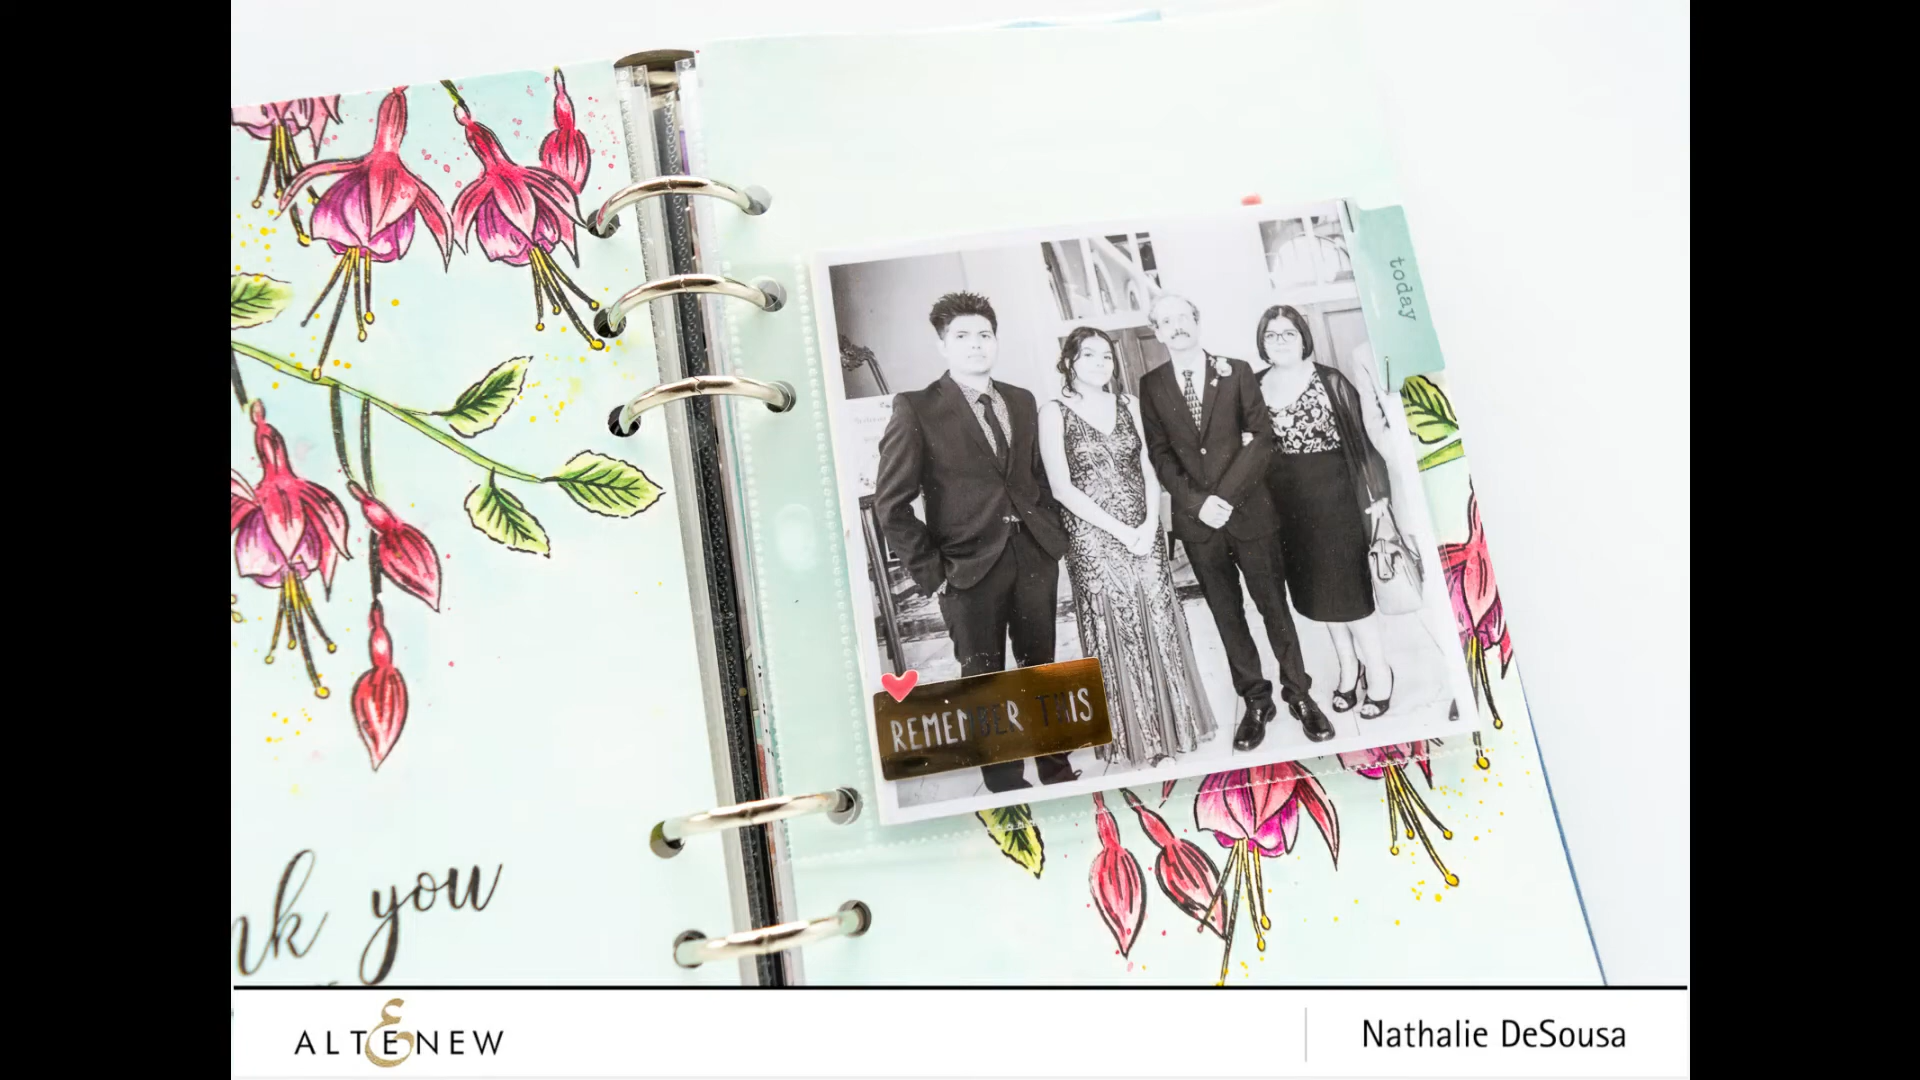 today
REMEMBER THIS
nk you
ALTENEW
Nathalie DeSousa